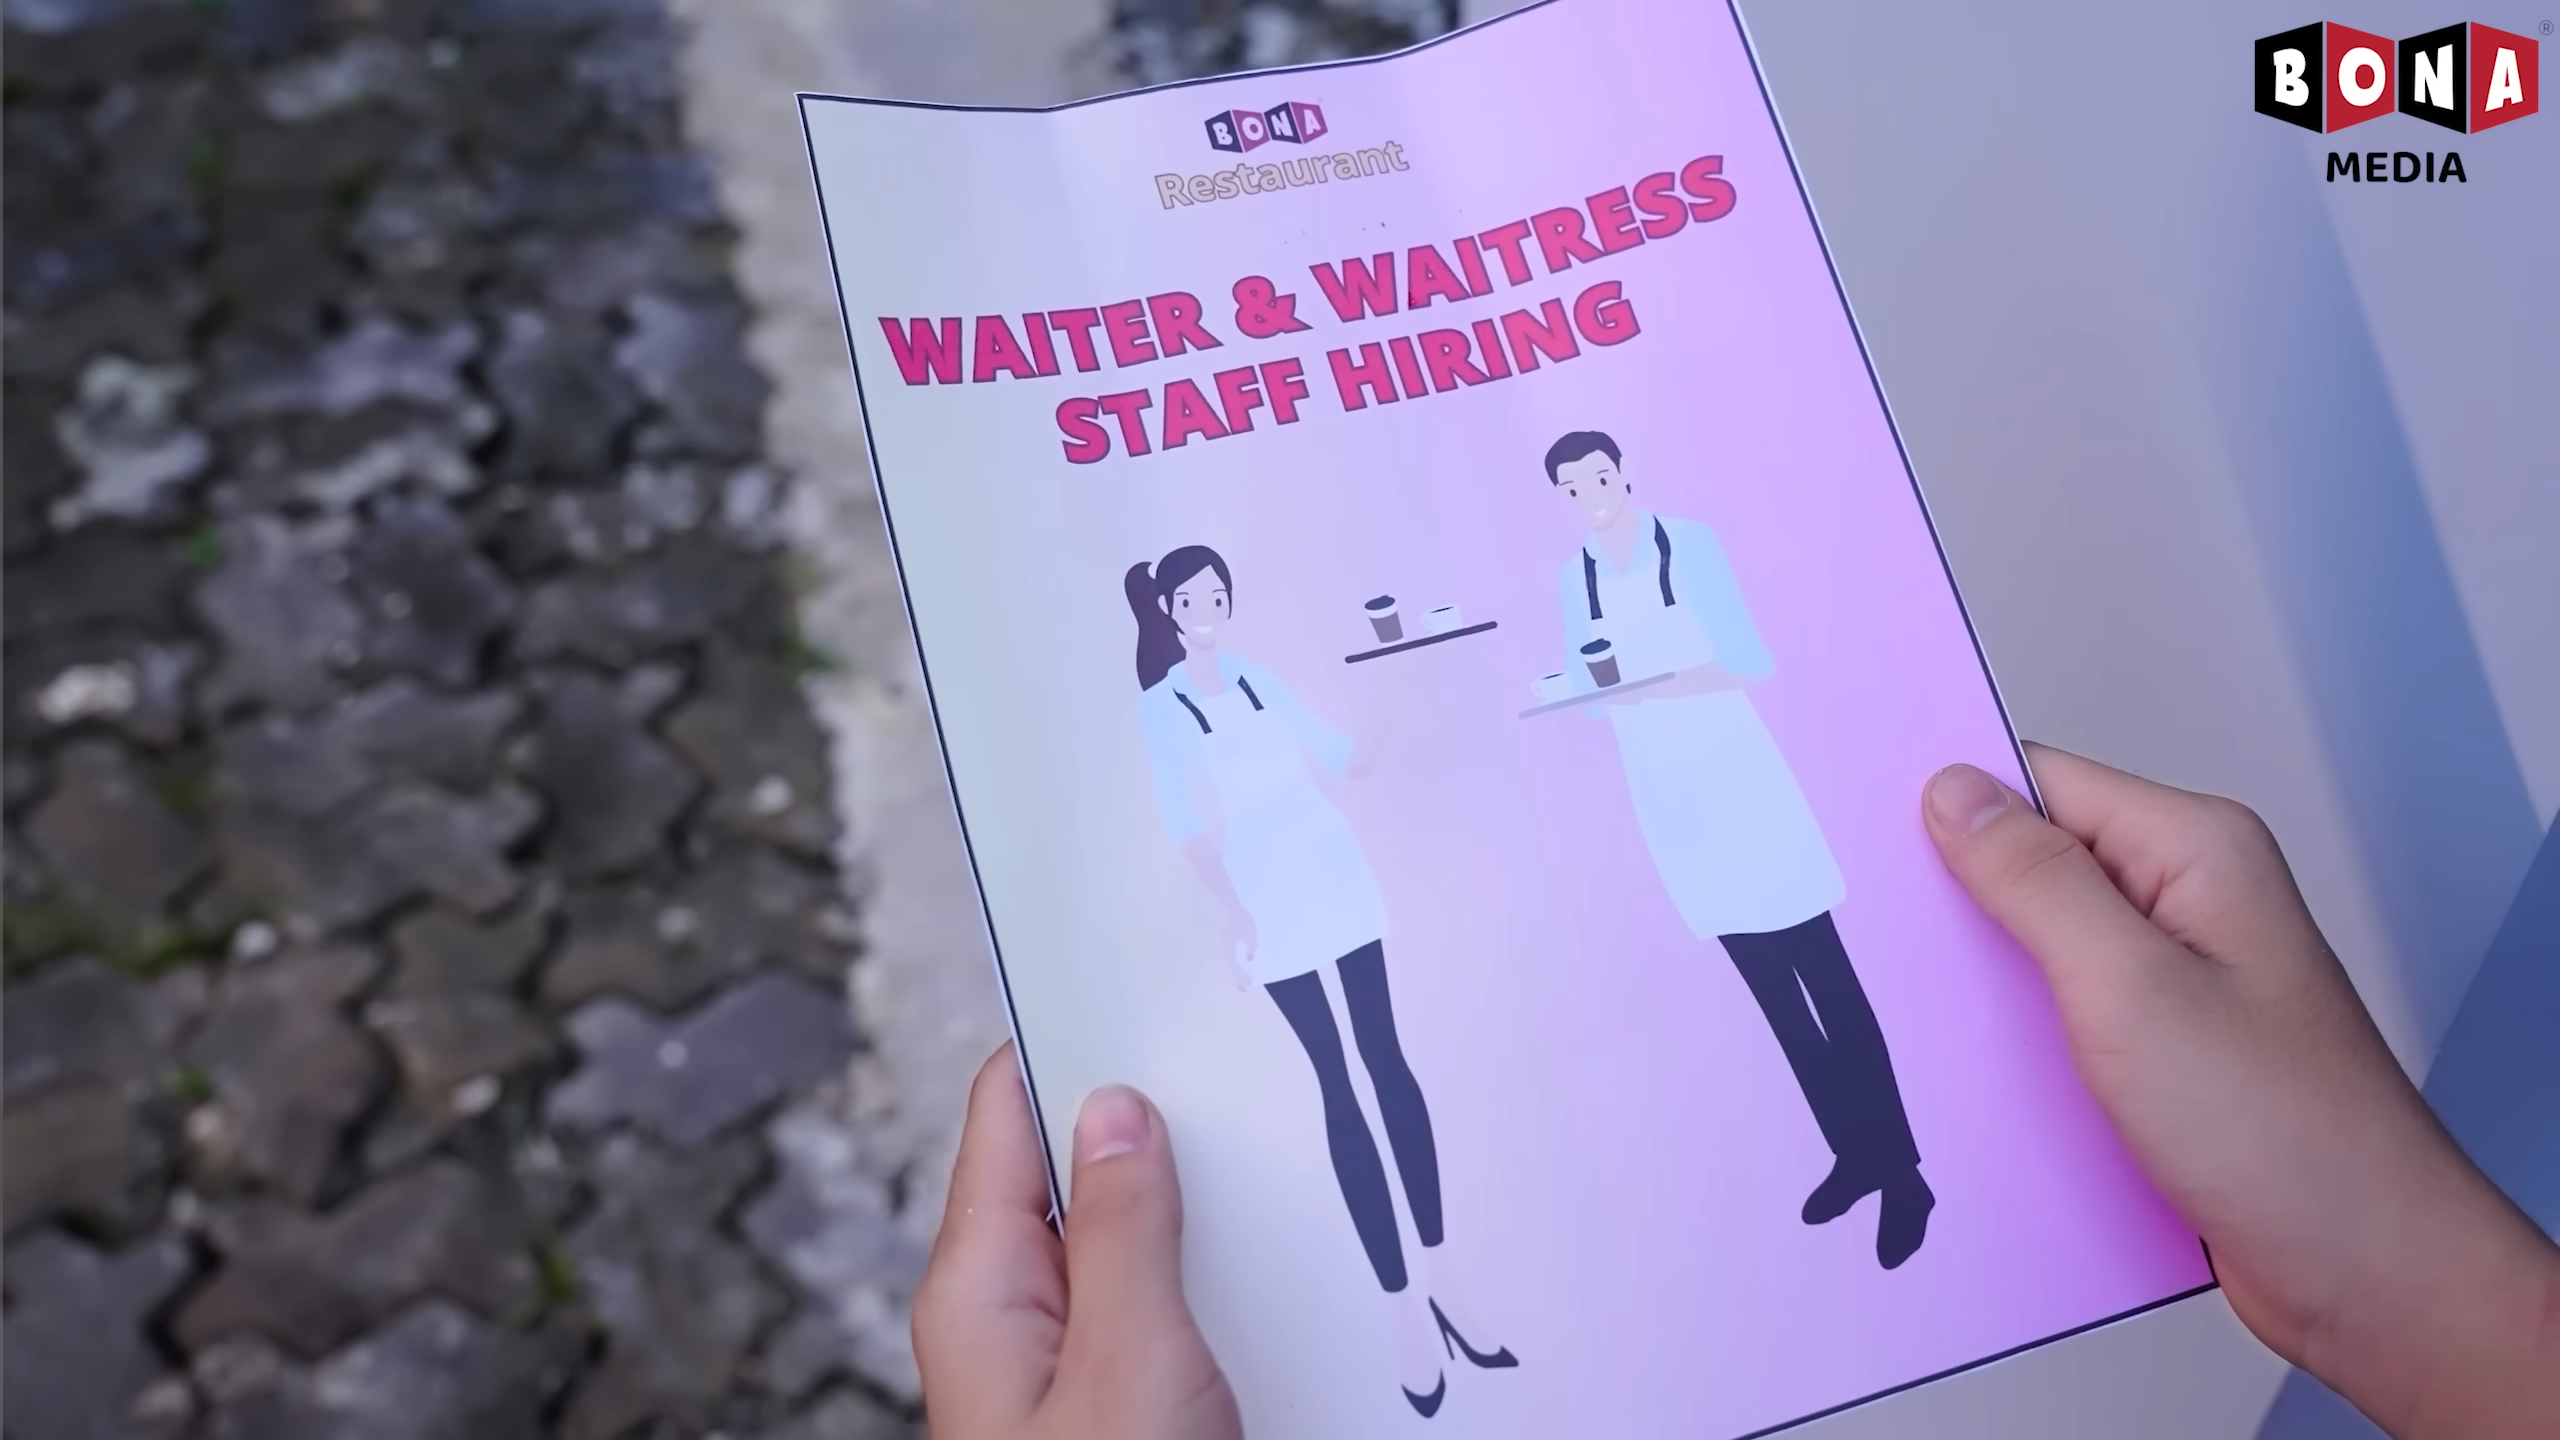 BONA
MEDIA
BONA
Restaurant
WAITER & WAITRESS
STAFF HIRING